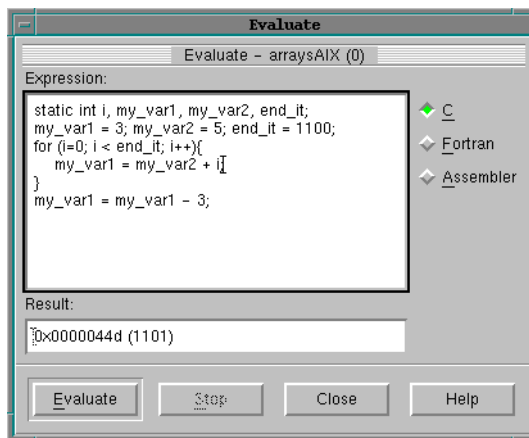 Evaluate
Evaluate – arraysAIX (0)
Expression:
static int i, my_var1, my_var2, end_it;
my_var1 = 3; my_var2 = 5; end_it = 1100;
for (i=0; i < end_it; i++){
my_var1 = my_var2 + i;
}
my_var1 = my_var1 – 3;
C
Fortran
Assembler
Result:
0x0000044d (1101)
Evaluate Stop Close Help